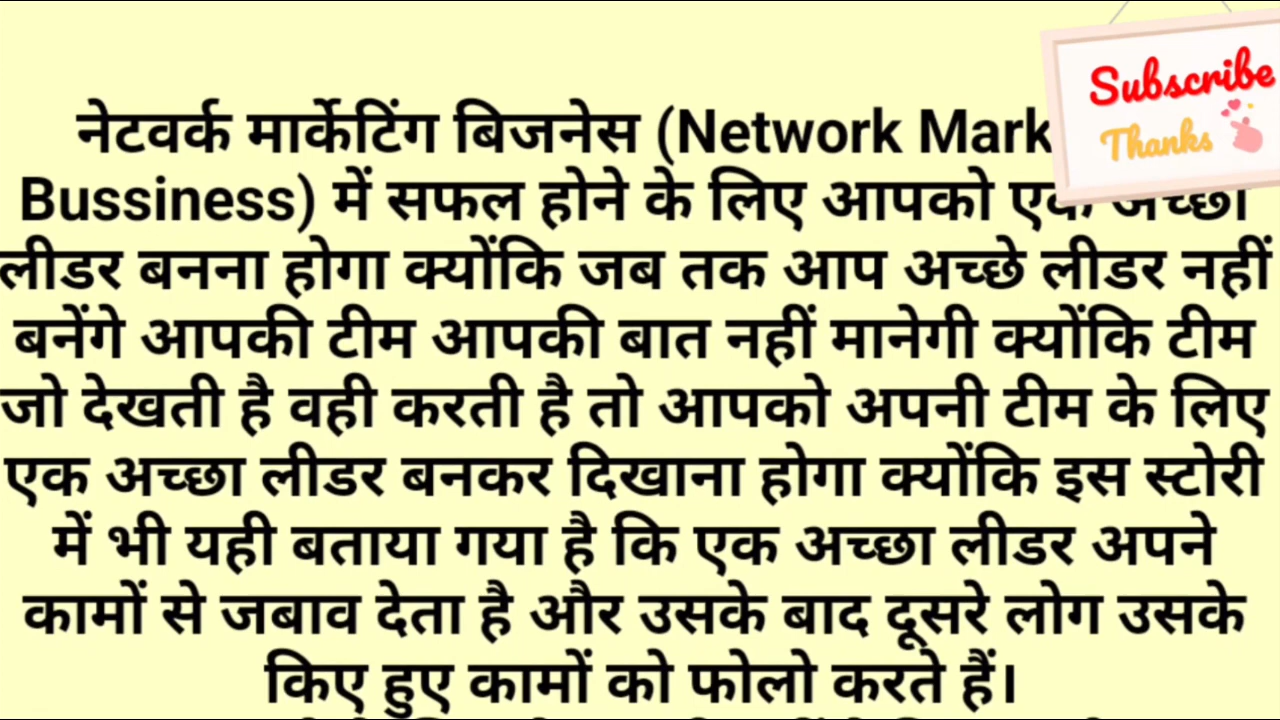 नेटवर्क मार्केटिंग बिजनेस (Network Mark
Bussiness) में सफल होने के लिए आपको एक अच्छा
लीडर बनना होगा क्योंकि जब तक आप अच्छे लीडर नहीं
बनेंगे आपकी टीम आपकी बात नहीं मानेगी क्योंकि टीम
जो देखती है वही करती है तो आपको अपनी टीम के लिए
एक अच्छा लीडर बनकर दिखाना होगा क्योंकि इस स्टोरी
में भी यही बताया गया है कि एक अच्छा लीडर अपने
कामों से जबाव देता है और उसके बाद दूसरे लोग उसके
किए हुए कामों को फोलो करते हैं।
Subscribe
Thanks